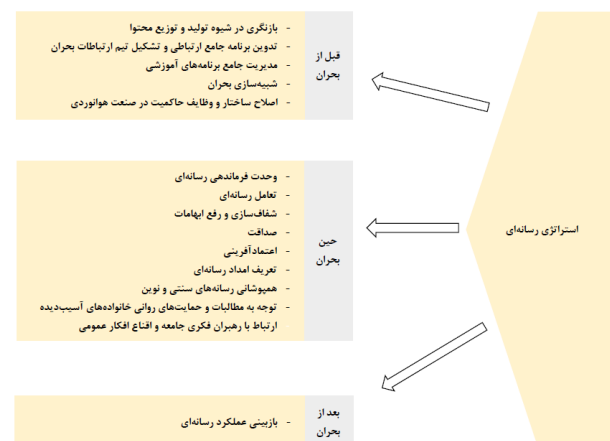 استراتژی رسانه‌ای
قبل از
بحران
- بازنگری در شیوه تولید و توزیع محتوا
- تدوین برنامه جامع ارتباطی و تشکیل تیم ارتباطات بحران
- مدیریت جامع برنامه‌های آموزشی
- شبیه‌سازی بحران
- اصلاح ساختار و وظایف حاکمیت در صنعت هوانوردی
حین
بحران
- وحدت فرماندهی رسانه‌ای
- تعامل رسانه‌ای
- شفاف‌سازی و رفع ابهامات
- صداقت
- اعتمادآفرینی
- تعریف امداد رسانه‌ای
- همپوشانی رسانه‌های سنتی و نوین
- توجه به مطالبات و حمایت‌های روانی خانواده‌های آسیب‌دیده
ارتباط با رهبران فکری جامعه و اقناع افکار عمومی
بعد از
بحران
- بازبینی عملکرد رسانه‌ای